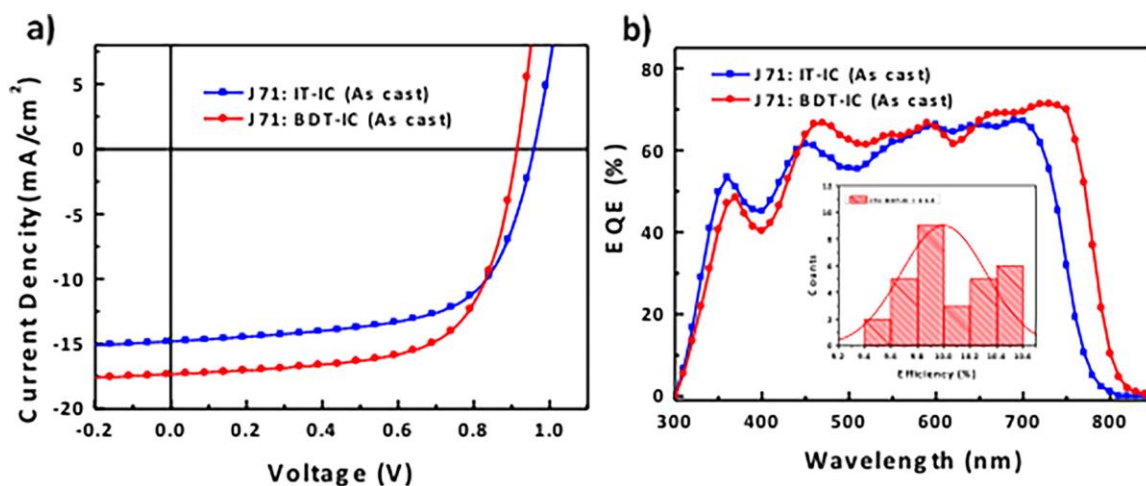 a)
J71: IT-IC (As cast)
J71: BDT-IC (As cast)
Current Dencity(mA/cm²)
5
0
-5
-10
-15
-20
-0.2 0.0 0.2 0.4 0.6 0.8 1.0
Voltage (V)
b)
J71: IT-IC (As cast)
J71: BDT-IC (As cast)
EQE (%)
80
60
40
20
0
300 400 500 600 700 800
Wavelength (nm)
Counts
Efficiency (%)